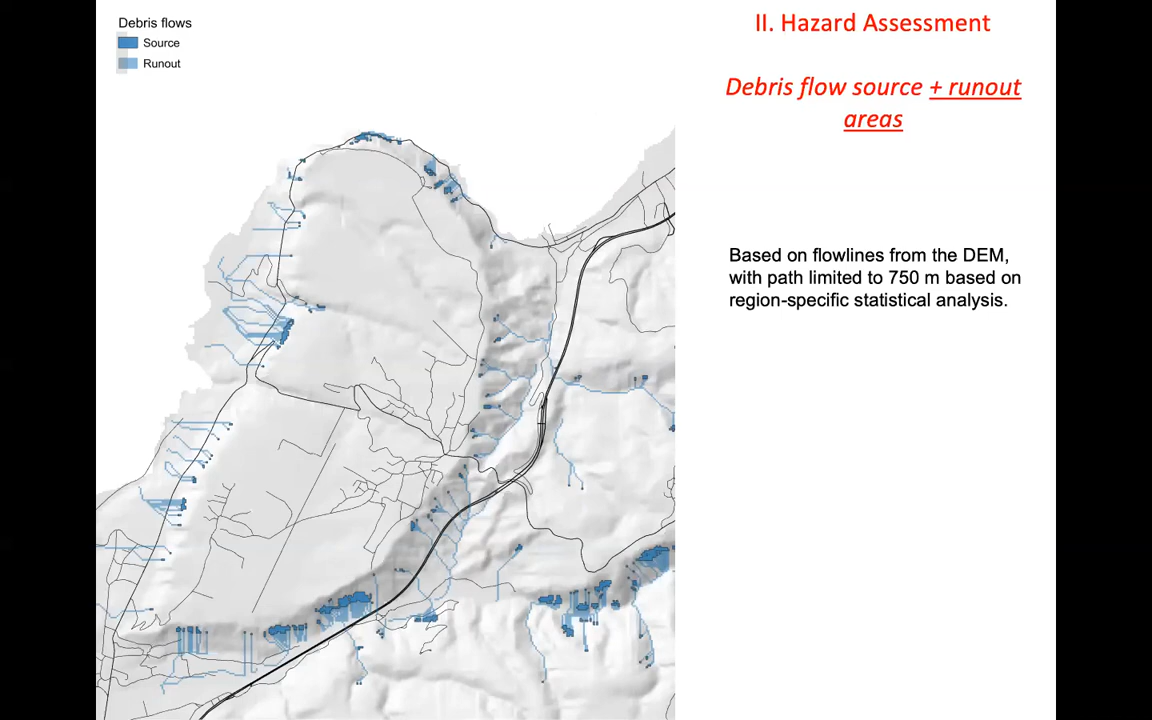 Debris flows
Source
Runout
II. Hazard Assessment
Debris flow source + runout
areas
Based on flowlines from the DEM,
with path limited to 750 m based on
region-specific statistical analysis.